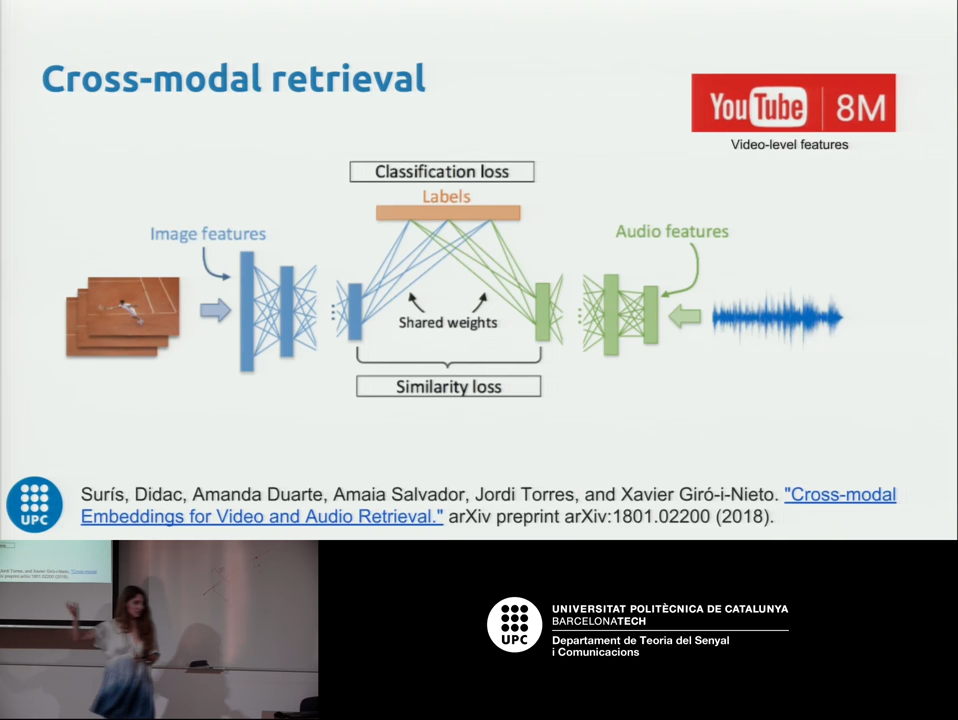 Cross-modal retrieval
YouTube 8M
Video-level features
Classification loss
Labels
Image features
Audio features
Shared weights
Similarity loss
UPC
Surís, Didac, Amanda Duarte, Amaia Salvador, Jordi Torres, and Xavier Giró-i-Nieto. "Cross-modal
Embeddings for Video and Audio Retrieval." arXiv preprint arXiv:1801.02200 (2018).
UPC
UNIVERSITAT POLITÈCNICA DE CATALUNYA
BARCELONATECH
Departament de Teoria del Senyal
i Comunicacions